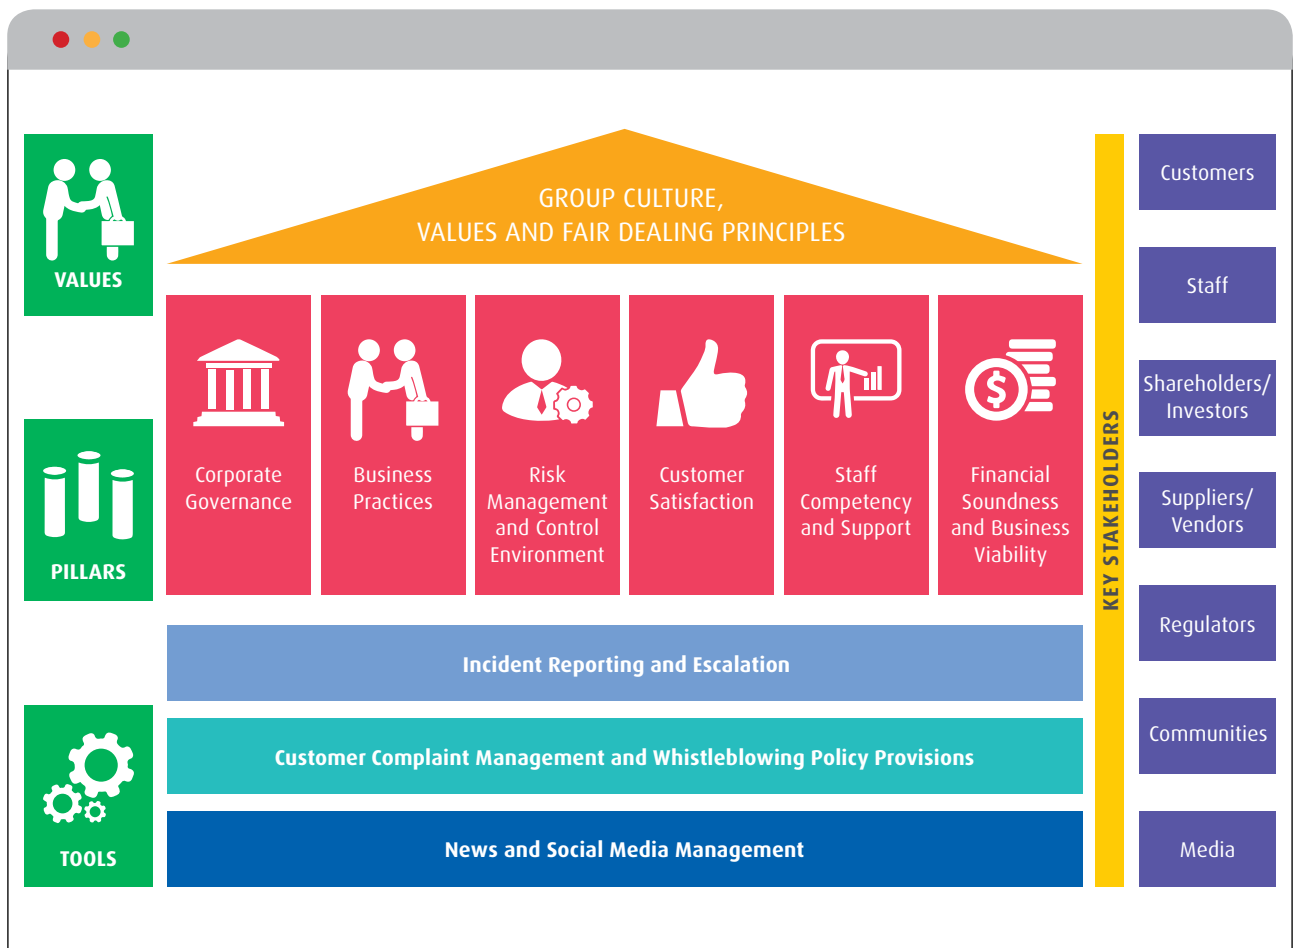 VALUES
GROUP CULTURE,
VALUES AND FAIR DEALING PRINCIPLES
PILLARS
Corporate
Governance
Business
Practices
Risk
Management
and Control
Environment
Customer
Satisfaction
Staff
Competency
and Support
Financial
Soundness
and Business
Viability
TOOLS
Incident Reporting and Escalation
Customer Complaint Management and Whistleblowing Policy Provisions
News and Social Media Management
KEY STAKEHOLDERS
Customers
Staff
Shareholders/
Investors
Suppliers/
Vendors
Regulators
Communities
Media